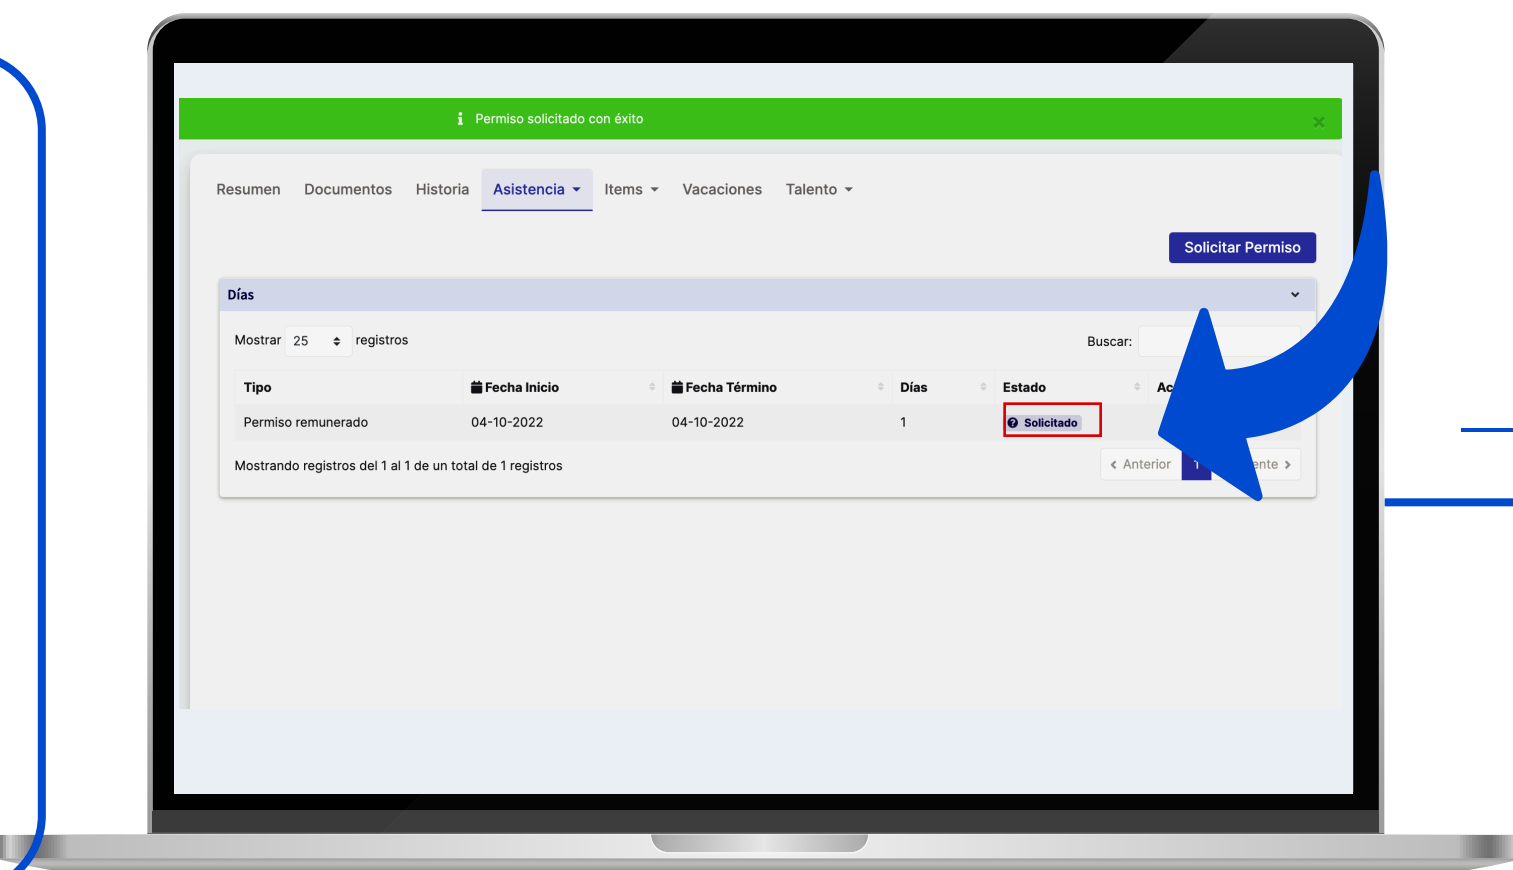 Permiso solicitado con éxito
Resumen Documentos Historia Asistencia Items Vacaciones Talento
Solicitar Permiso
Días
Mostrar 25 registros Buscar:
Tipo Fecha Inicio Fecha Término Días Estado
Permiso remunerado 04-10-2022 04-10-2022 1 Solicitado
Mostrando registros del 1 al 1 de un total de 1 registros Anterior 1